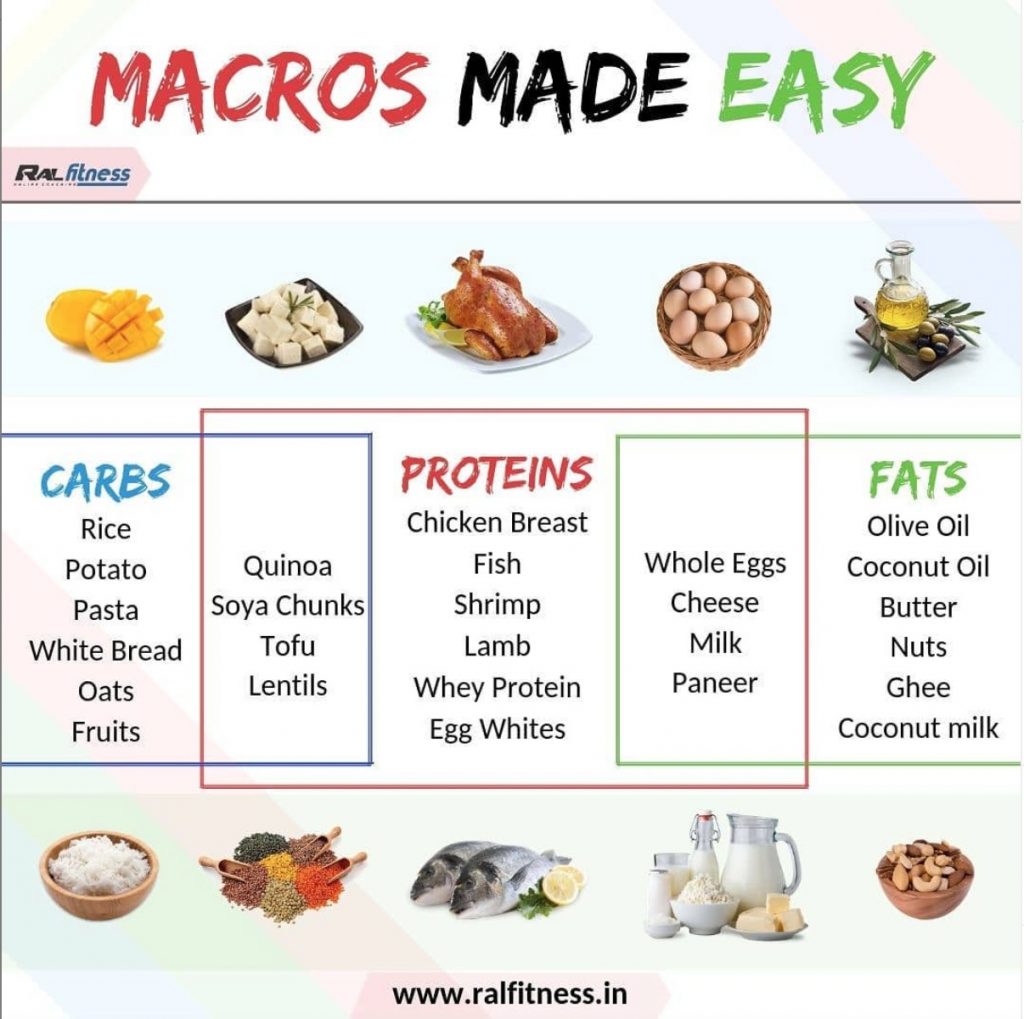 MACROS MADE EASY
RAL fitness
ONLINE COACHING
CARBS
Rice
Potato
Pasta
White Bread
Oats
Fruits
Quinoa
Soya Chunks
Tofu
Lentils
PROTEINS
Chicken Breast
Fish
Shrimp
Lamb
Whey Protein
Egg Whites
Whole Eggs
Cheese
Milk
Paneer
FATS
Olive Oil
Coconut Oil
Butter
Nuts
Ghee
Coconut milk
www.ralfitness.in